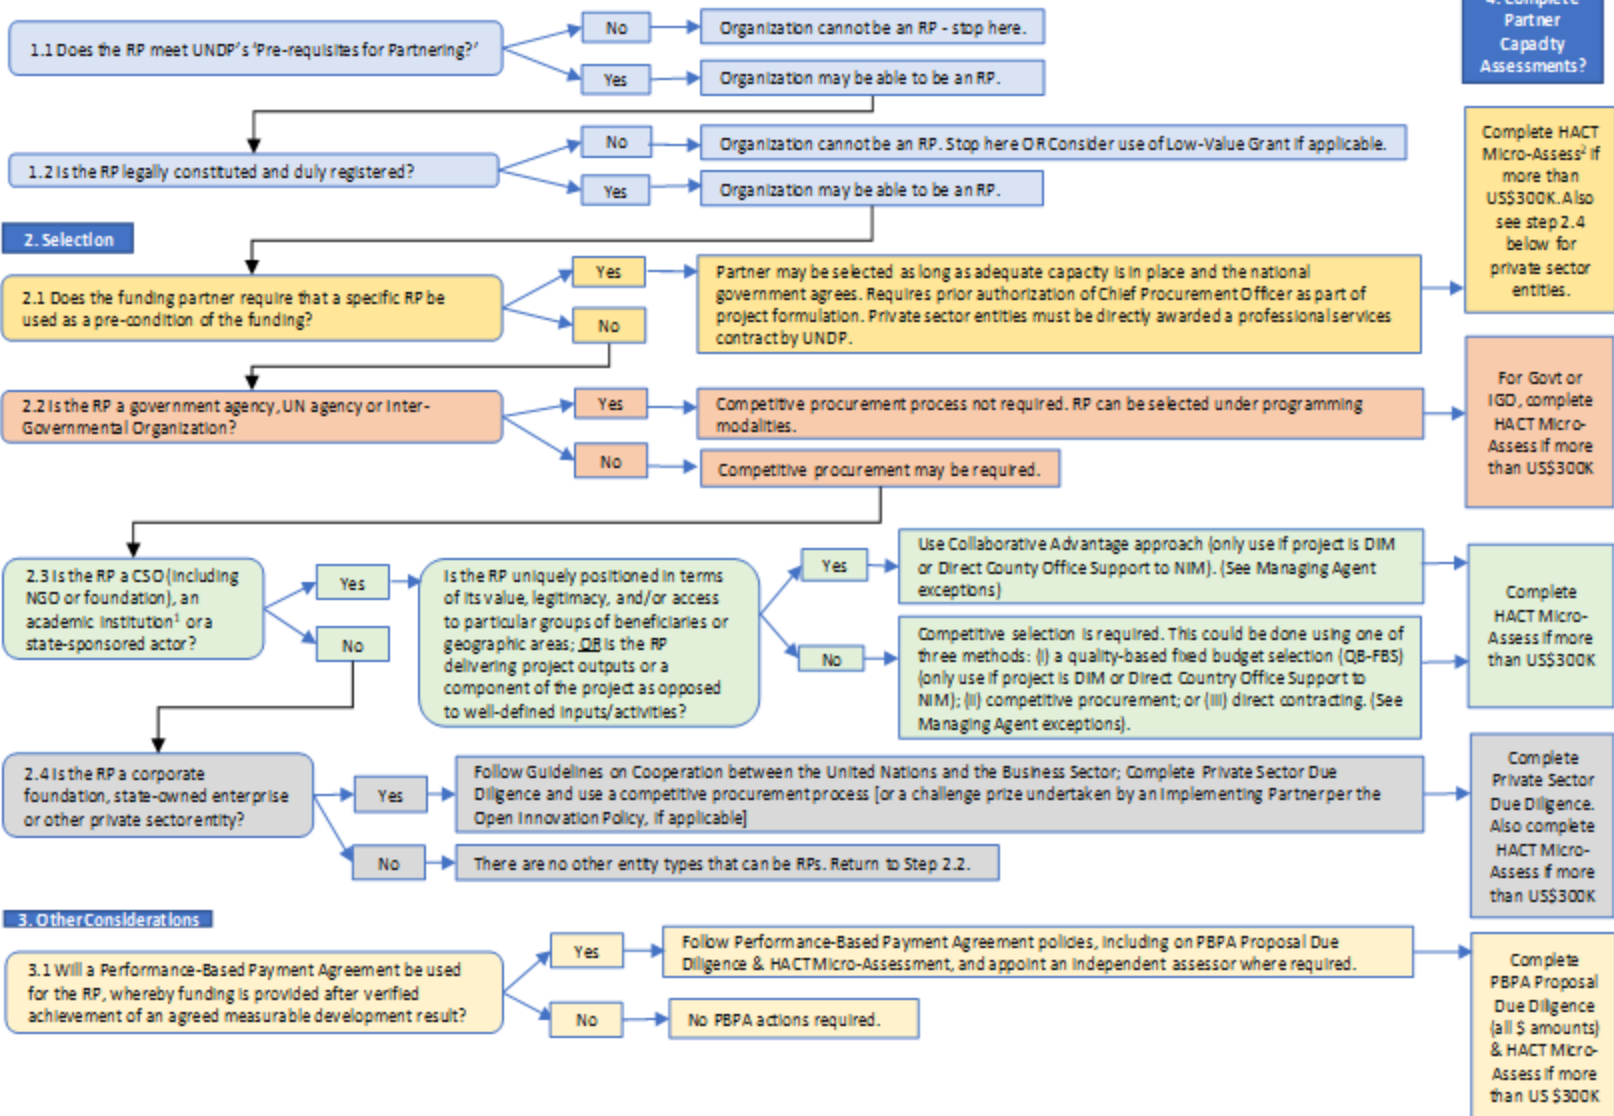 1.1 Does the RP meet UNDP's 'Pre-requisites for Partnering?'
No
Organization cannot be an RP - stop here.
Yes
Organization may be able to be an RP.
4. Complete
Partner
Capacity
Assessments?
1.2 Is the RP legally constituted and duly registered?
No
Organization cannot be an RP. Stop here OR Consider use of Low-Value Grant if applicable.
Yes
Organization may be able to be an RP.
2. Selection
2.1 Does the funding partner require that a specific RP be
used as a pre-condition of the funding?
Yes
No
Partner may be selected as long as adequate capacity is in place and the national
government agrees. Requires prior authorization of Chief Procurement Officer as part of
project formulation. Private sector entities must be directly awarded a professional services
contract by UNDP.
Complete HACT
Micro-Assess² if
more than
US$300K. Also
see step 2.4
below for
private sector
entities.
2.2 Is the RP a government agency, UN agency or Inter-
Governmental Organization?
Yes
Competitive procurement process not required. RP can be selected under programming
modalities.
No
Competitive procurement may be required.
For Govt or
IGO, complete
HACT Micro-
Assess if more
than US$300K
2.3 Is the RP a CSO (including
NGO or foundation), an
academic institution¹ or a
state-sponsored actor?
Yes
No
Is the RP uniquely positioned in terms
of its value, legitimacy, and/or access
to particular groups of beneficiaries or
geographic areas; OR is the RP
delivering project outputs or a
component of the project as opposed
to well-defined inputs/activities?
Yes
Use Collaborative Advantage approach (only use if project is DIM
or Direct County Office Support to NIM). (See Managing Agent
exceptions)
No
Competitive selection is required. This could be done using one of
three methods: (i) a quality-based fixed budget selection (QB-FBS)
(only use if project is DIM or Direct Country Office Support to
NIM); (ii) competitive procurement; or (iii) direct contracting. (See
Managing Agent exceptions).
Complete
HACT Micro-
Assess if more
than US$300K
2.4 Is the RP a corporate
foundation, state-owned enterprise
or other private sector entity?
Yes
Follow Guidelines on Cooperation between the United Nations and the Business Sector; Complete Private Sector Due
Diligence and use a competitive procurement process [or a challenge prize undertaken by an Implementing Partner per the
Open Innovation Policy, if applicable]
No
There are no other entity types that can be RPs. Return to Step 2.2.
Complete
Private Sector
Due Diligence.
Also complete
HACT Micro-
Assess if more
than US$300K
3. Other Considerations
3.1 Will a Performance-Based Payment Agreement be used
for the RP, whereby funding is provided after verified
achievement of an agreed measurable development result?
Yes
Follow Performance-Based Payment Agreement policies, including on PBPA Proposal Due
Diligence & HACT Micro-Assessment, and appoint an independent assessor where required.
No
No PBPA actions required.
Complete
PBPA Proposal
Due Diligence
(all $ amounts)
& HACT Micro-
Assess if more
than US $300K